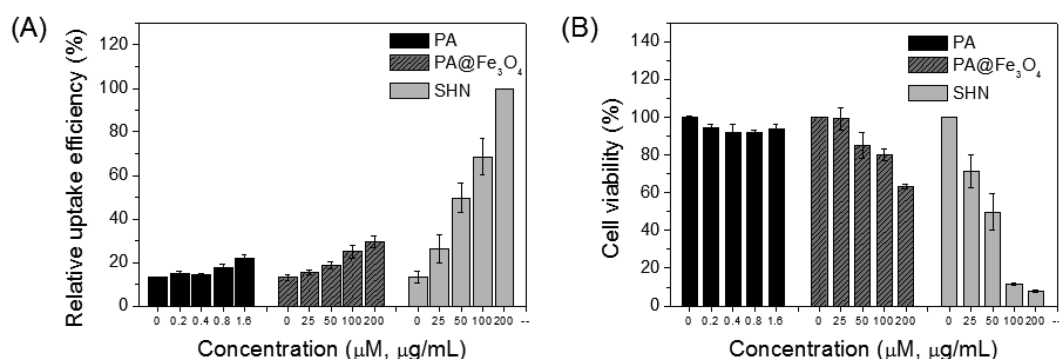 (A)
Relative uptake efficiency (%)
120
100
80
60
40
20
0
PA
PA@Fe₃O₄
SHN
0 0.2 0.4 0.8 1.6 0 25 50 100 200 0 25 50 100 200 --
Concentration (μM, μg/mL)
(B)
Cell viability (%)
140
120
100
80
60
40
20
0
PA
PA@Fe₃O₄
SHN
0 0.2 0.4 0.8 1.6 0 25 50 100 200 0 25 50 100 200 --
Concentration (μM, μg/mL)